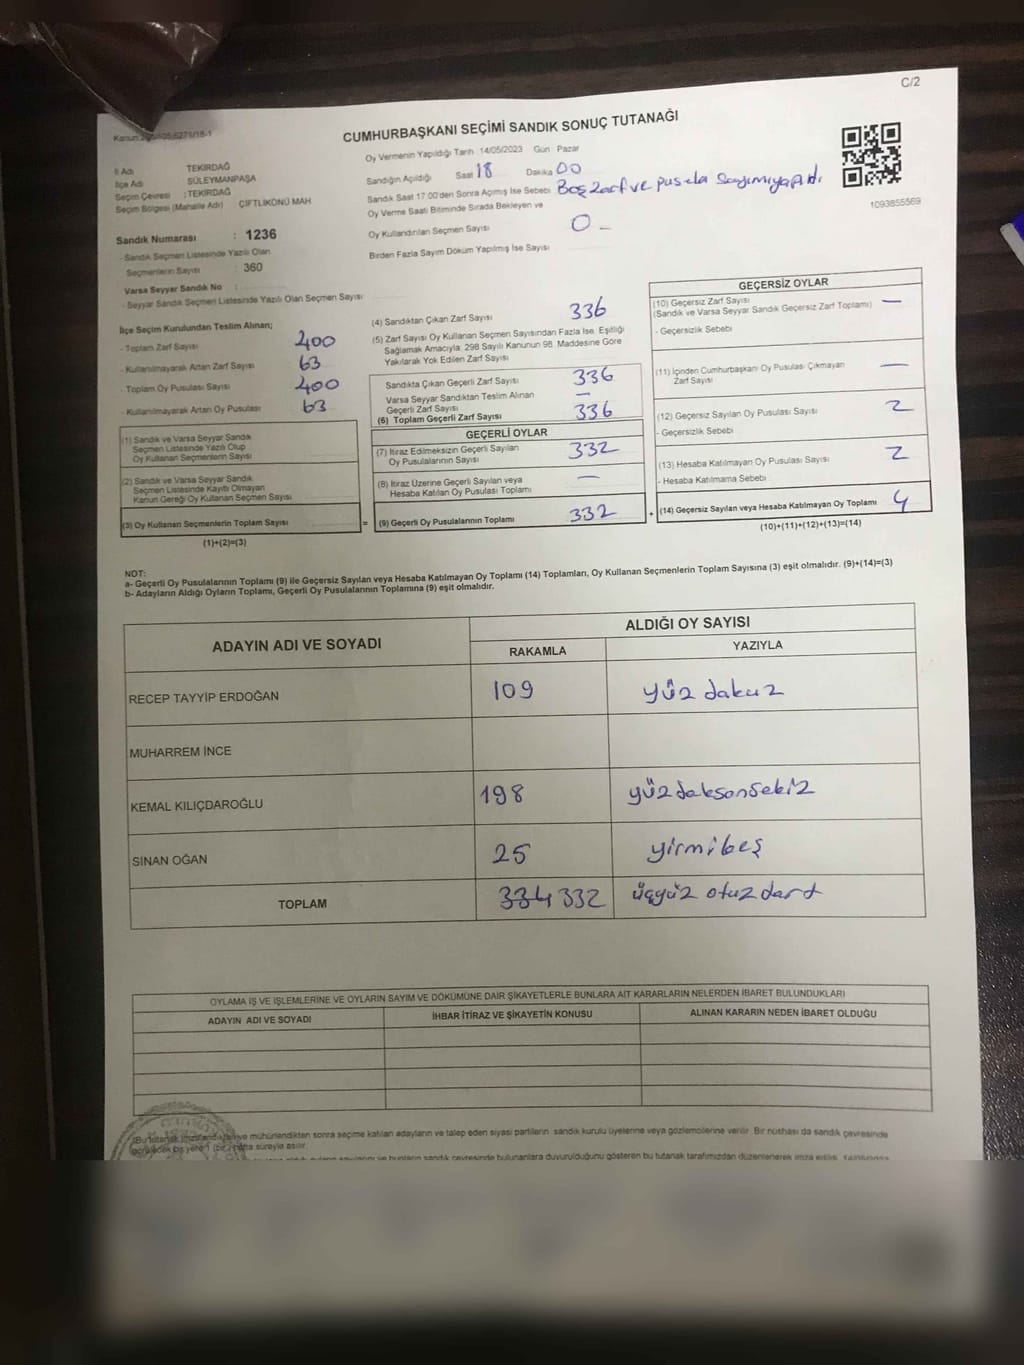 C/2
CUMHURBAŞKANI SEÇİMİ SANDIK SONUÇ TUTANAĞI
İl Adı TEKİRDAĞ
İlçe Adı SÜLEYMANPAŞA
Seçim Çevresi : TEKİRDAĞ
Seçim Bölgesi (Mahalle Adı) : ÇİFTLİKÖNÜ MAH
Sandık Numarası : 1236
- Sandık Seçmen Listesinde Yazılı Olan
Seçmenlerin Sayısı : 360
Varsa Seyyar Sandık No :
- Seyyar Sandık Seçmen Listesinde Yazılı Olan Seçmen Sayısı
Oy Vermenin Yapıldığı Tarih 14/05/2023 Gün : Pazar
Sandığın Açıldığı Saat 18 Dakika 00
Sandık Saat 17:00'den Sonra Açılmış İse Sebebi Boş zarf ve pusula sayımı yapıldı
Oy Verme Saati Bitiminde Sırada Bekleyen ve
Oy Kullandırılan Seçmen Sayısı 0 -
Birden Fazla Sayım Döküm Yapılmış İse Sayısı
1093855569
İlçe Seçim Kurulundan Teslim Alınan;
- Toplam Zarf Sayısı 400
- Kullanılmayarak Artan Zarf Sayısı 63
- Toplam Oy Pusulası Sayısı 400
- Kullanılmayarak Artan Oy Pusulası 63
(1) Sandık ve Varsa Seyyar Sandık
Seçmen Listesinde Yazılı Olup
Oy Kullanan Seçmenlerin Sayısı
(2) Sandık ve Varsa Seyyar Sandık
Seçmen Listesinde Kayıtlı Olmayan
Kanun Gereği Oy Kullanan Seçmen Sayısı
(3) Oy Kullanan Seçmenlerin Toplam Sayısı =
(1)+(2)=(3)
(4) Sandıktan Çıkan Zarf Sayısı 336
(5) Zarf Sayısı Oy Kullanan Seçmen Sayısından Fazla İse, Eşitliği
Sağlamak Amacıyla, 298 Sayılı Kanunun 98. Maddesine Göre
Yakılarak Yok Edilen Zarf Sayısı
Sandıkta Çıkan Geçerli Zarf Sayısı 336
Varsa Seyyar Sandıktan Teslim Alınan
Geçerli Zarf Sayısı —
(6) Toplam Geçerli Zarf Sayısı 336
GEÇERLİ OYLAR
(7) İtiraz Edilmeksizin Geçerli Sayılan
Oy Pusulalarının Sayısı 332
(8) İtiraz Üzerine Geçerli Sayılan veya
Hesaba Katılan Oy Pusulası Toplamı —
(9) Geçerli Oy Pusulalarının Toplamı 332 +
GEÇERSİZ OYLAR
(10) Geçersiz Zarf Sayısı —
(Sandık ve Varsa Seyyar Sandık Geçersiz Zarf Toplamı)
- Geçersizlik Sebebi
(11) İçinden Cumhurbaşkanı Oy Pusulası Çıkmayan
Zarf Sayısı —
(12) Geçersiz Sayılan Oy Pusulası Sayısı 2
- Geçersizlik Sebebi
(13) Hesaba Katılmayan Oy Pusulası Sayısı 2
- Hesaba Katılmama Sebebi
(14) Geçersiz Sayılan veya Hesaba Katılmayan Oy Toplamı 4
(10)+(11)+(12)+(13)=(14)
NOT:
a- Geçerli Oy Pusulalarının Toplamı (9) ile Geçersiz Sayılan veya Hesaba Katılmayan Oy Toplamı (14) Toplamları, Oy Kullanan Seçmenlerin Toplam Sayısına (3) eşit olmalıdır. (9)+(14)=(3)
b- Adayların Aldığı Oyların Toplamı, Geçerli Oy Pusulalarının Toplamına (9) eşit olmalıdır.
ADAYIN ADI VE SOYADI ALDIĞI OY SAYISI
RAKAMLA YAZIYLA
RECEP TAYYİP ERDOĞAN 109 yüz dokuz
MUHARREM İNCE
KEMAL KILIÇDAROĞLU 198 yüz doksansekiz
SİNAN OĞAN 25 yirmibeş
TOPLAM 334 332 üçyüz otuz dört
OYLAMA İŞ VE İŞLEMLERİNE VE OYLARIN SAYIM VE DÖKÜMÜNE DAİR ŞİKAYETLERLE BUNLARA AİT KARARLARIN NELERDEN İBARET BULUNDUKLARI
ADAYIN ADI VE SOYADI İHBAR İTİRAZ VE ŞİKAYETİN KONUSU ALINAN KARARIN NEDEN İBARET OLDUĞU
mühürlendikten sonra seçime katılan adayların ve talep eden siyasi partilerin sandık kurulu üyelerine veya gözlemcilerine verilir. Bir nüshası da sandık çevresinde
görülecek bir yere 1 (bir) hafta süreyle asılır.
sandık çevresinde bulunanlara duyurulduğunu gösteren bu tutanak tarafımızdan düzenlenerek imza edildi.